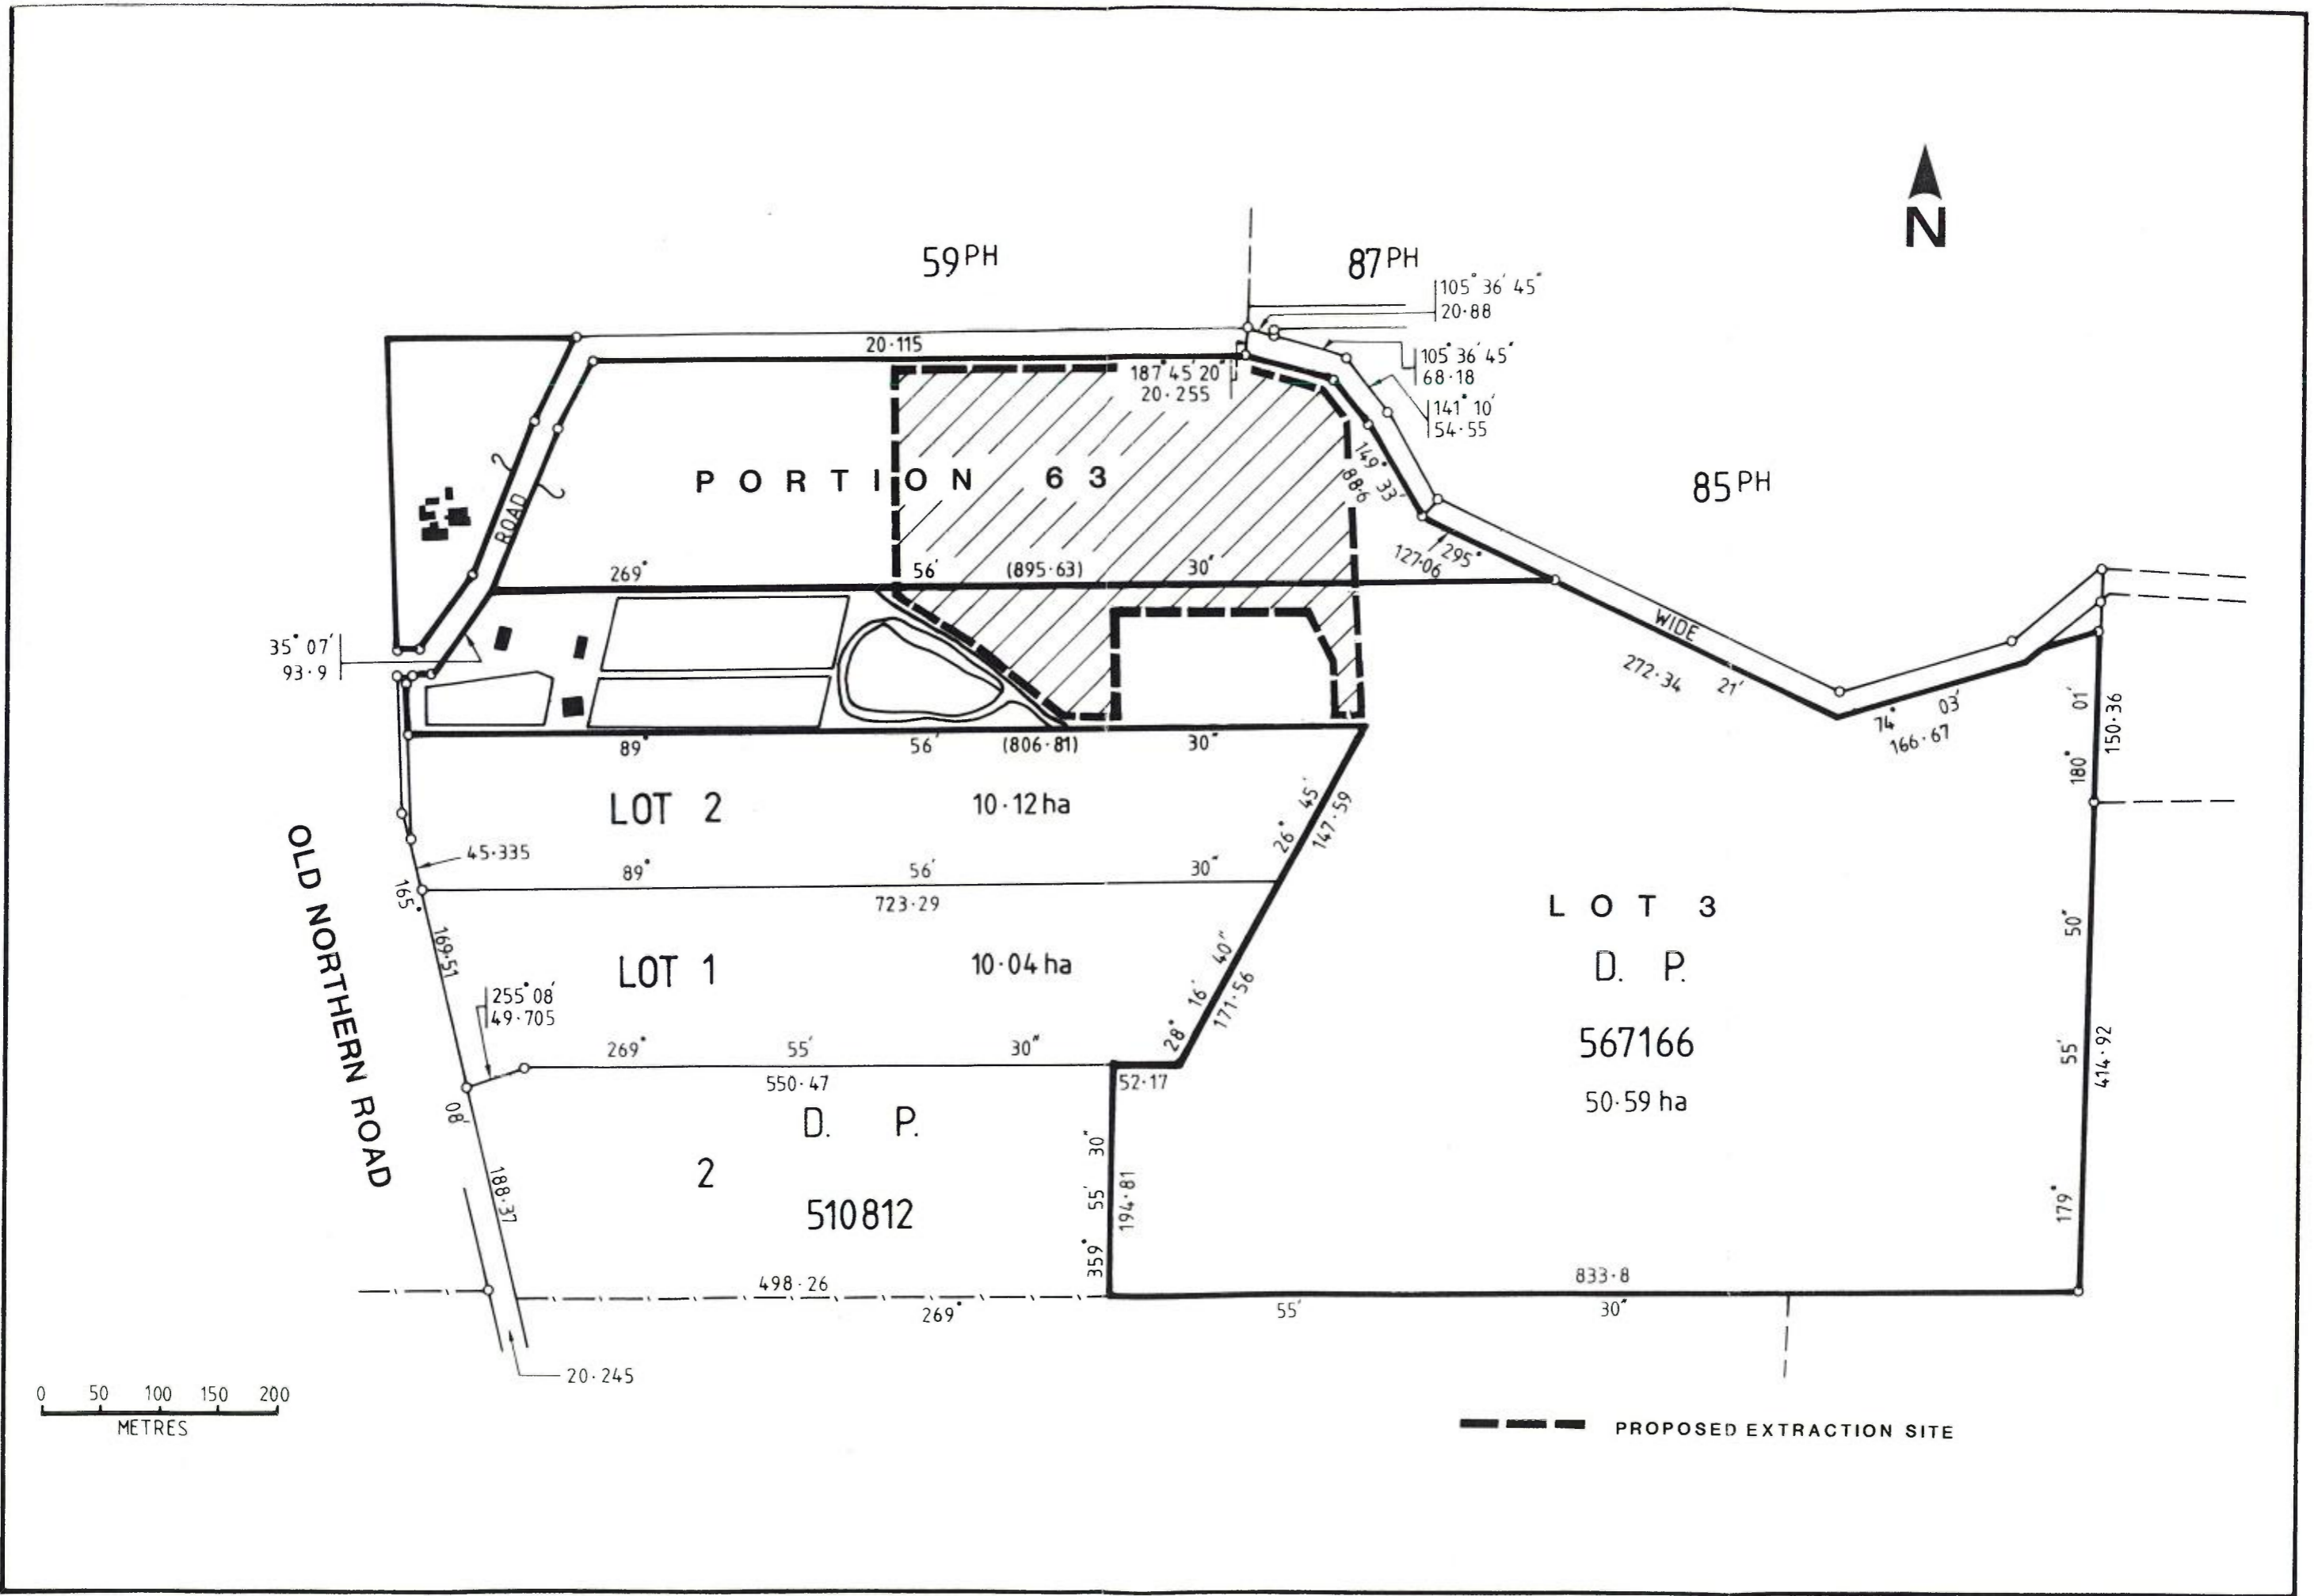 N
59PH
87PH
105° 36′ 45″
20·88
20·115
187° 45′ 20″
20·255
105° 36′ 45″
68·18
141° 10′
54·55
PORTION 63
149° 33′
88·6
85PH
ROAD
269° 56′ (895·63) 30″
295°
127·06
WIDE
272·34 21′
35° 07′
93·9
74° 03′
166·67
01′
150·36
180°
89° 56′ (806·81) 30″
LOT 2 10·12 ha
26° 45′
147·59
45·335
89° 56′ 30″
723·29
165°
OLD NORTHERN ROAD
169·51
LOT 1 10·04 ha
28° 16′ 40″
171·56
LOT 3
D. P.
567166
50·59 ha
50″
55′
414·92
179°
255° 08′
49·705
269° 55′ 30″
550·47
52·17
08′
188·37
D. P.
2
510812
30″
55′
194·81
359°
498·26
269°
833·8
55′ 30″
20·245
0 50 100 150 200
METRES
PROPOSED EXTRACTION SITE